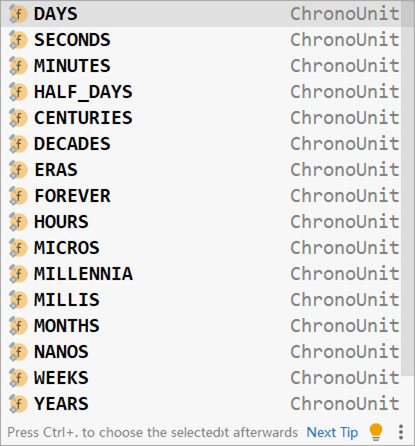 DAYS ChronoUnit
SECONDS ChronoUnit
MINUTES ChronoUnit
HALF_DAYS ChronoUnit
CENTURIES ChronoUnit
DECADES ChronoUnit
ERAS ChronoUnit
FOREVER ChronoUnit
HOURS ChronoUnit
MICROS ChronoUnit
MILLENNIA ChronoUnit
MILLIS ChronoUnit
MONTHS ChronoUnit
NANOS ChronoUnit
WEEKS ChronoUnit
YEARS ChronoUnit
Press Ctrl+. to choose the selectedxt afterwards Next Tip